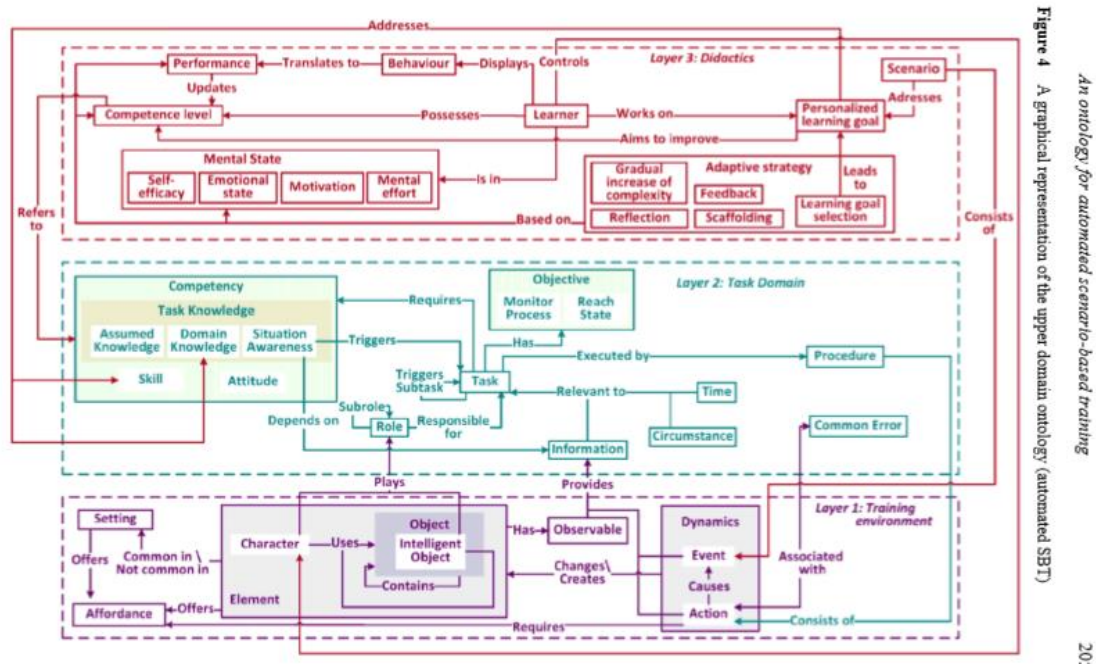 An ontology for automated scenario-based training
Figure 4 A graphical representation of the upper domain ontology (automated SBT)
Addresses
Layer 3: Didactics
Performance
Translates to
Behaviour
Displays
Controls
Scenario
Updates
Adresses
Competence level
Possesses
Learner
Works on
Personalized
learning goal
Aims to improve
Mental State
Self-
efficacy
Emotional
state
Motivation
Mental
effort
Is in
Gradual
increase of
complexity
Adaptive strategy
Feedback
Leads
to
Reflection
Scaffolding
Learning goal
selection
Based on
Refers
to
Consists
of
Layer 2: Task Domain
Competency
Task Knowledge
Assumed
Knowledge
Domain
Knowledge
Situation
Awareness
Skill
Attitude
Requires
Objective
Monitor
Process
Reach
State
Has
Triggers
Executed by
Procedure
Triggers
Subtask
Task
Relevant to
Time
Circumstance
Subrole
Role
Responsible
for
Depends on
Information
Common Error
Plays
Provides
Layer 1: Training
environment
Setting
Offers
Common in \
Not common in
Affordance
Offers
Element
Character
Uses
Object
Intelligent
Object
Contains
Has
Observable
Changes\
Creates
Dynamics
Event
Causes
Action
Associated
with
Consists of
Requires